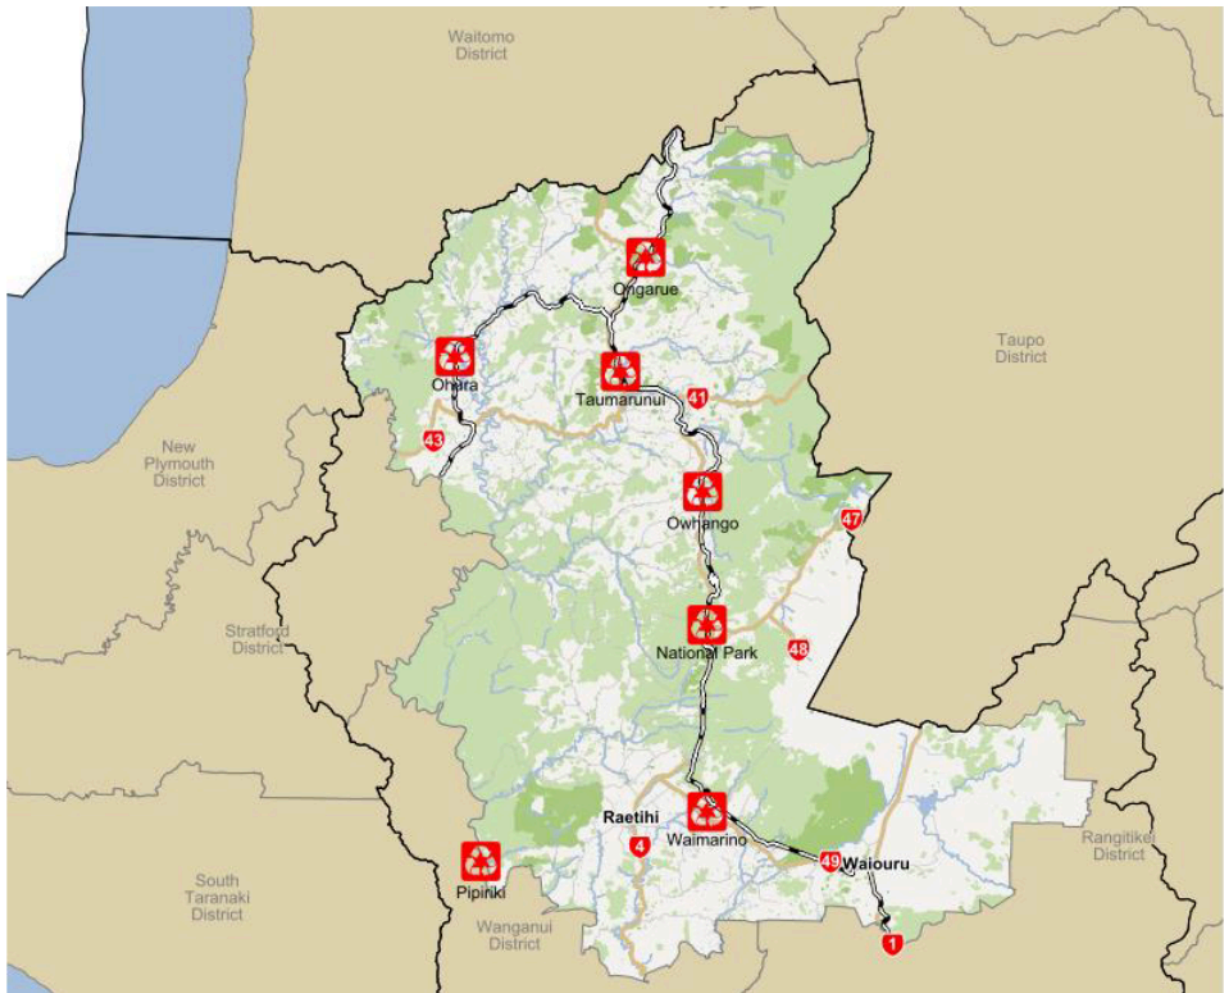 Waitomo
District
Ongarue
Taupo
District
Ohura
Taumarunui
41
43
New
Plymouth
District
Owhango
47
Stratford
District
National Park
48
Raetihi
Waimarino
4
49
Waiouru
Rangitikei
District
Pipiriki
South
Taranaki
District
Wanganui
District
1